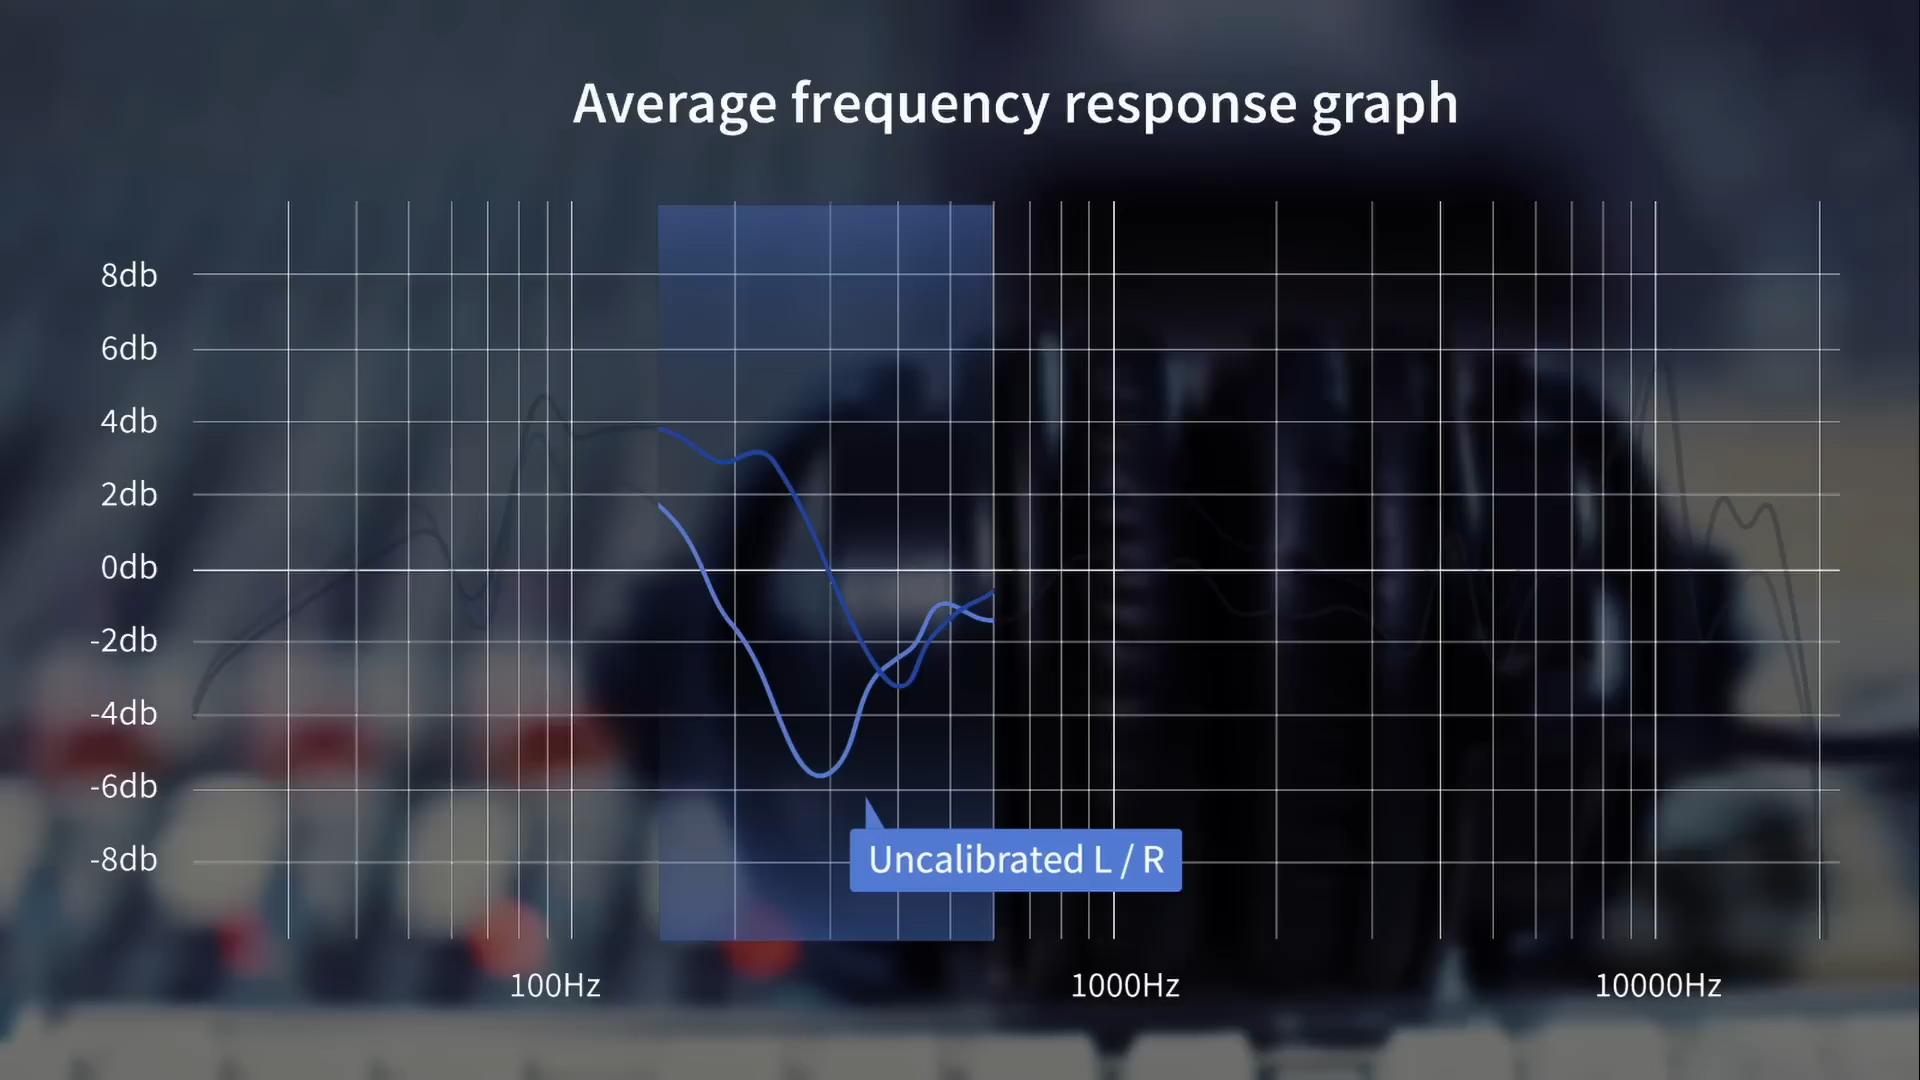 Average frequency response graph
8db
6db
4db
2db
0db
-2db
-4db
-6db
-8db
Uncalibrated L / R
100Hz
1000Hz
10000Hz